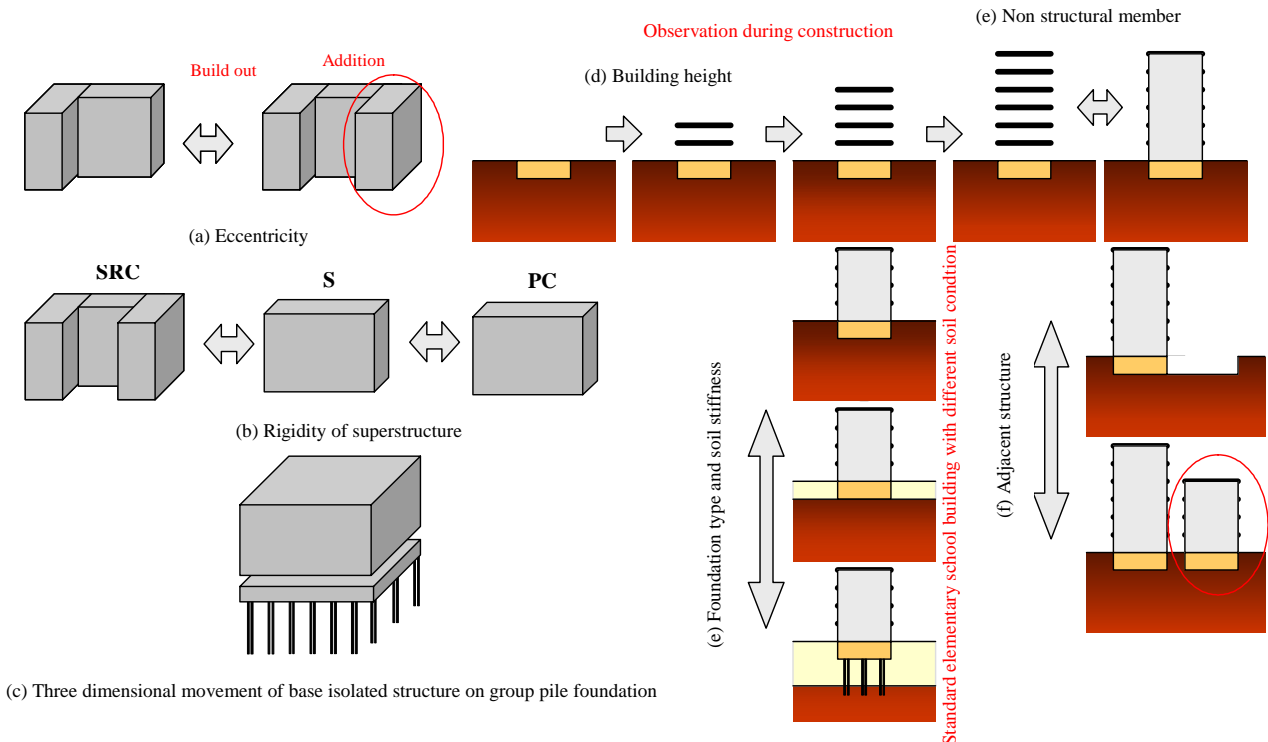 Build out
Addition
(a) Eccentricity
SRC
S
PC
(b) Rigidity of superstructure
(c) Three dimensional movement of base isolated structure on group pile foundation
Observation during construction
(d) Building height
(e) Non structural member
(e) Foundation type and soil stiffness
Standard elementary school building with different soil condtion
(f) Adjacent structure